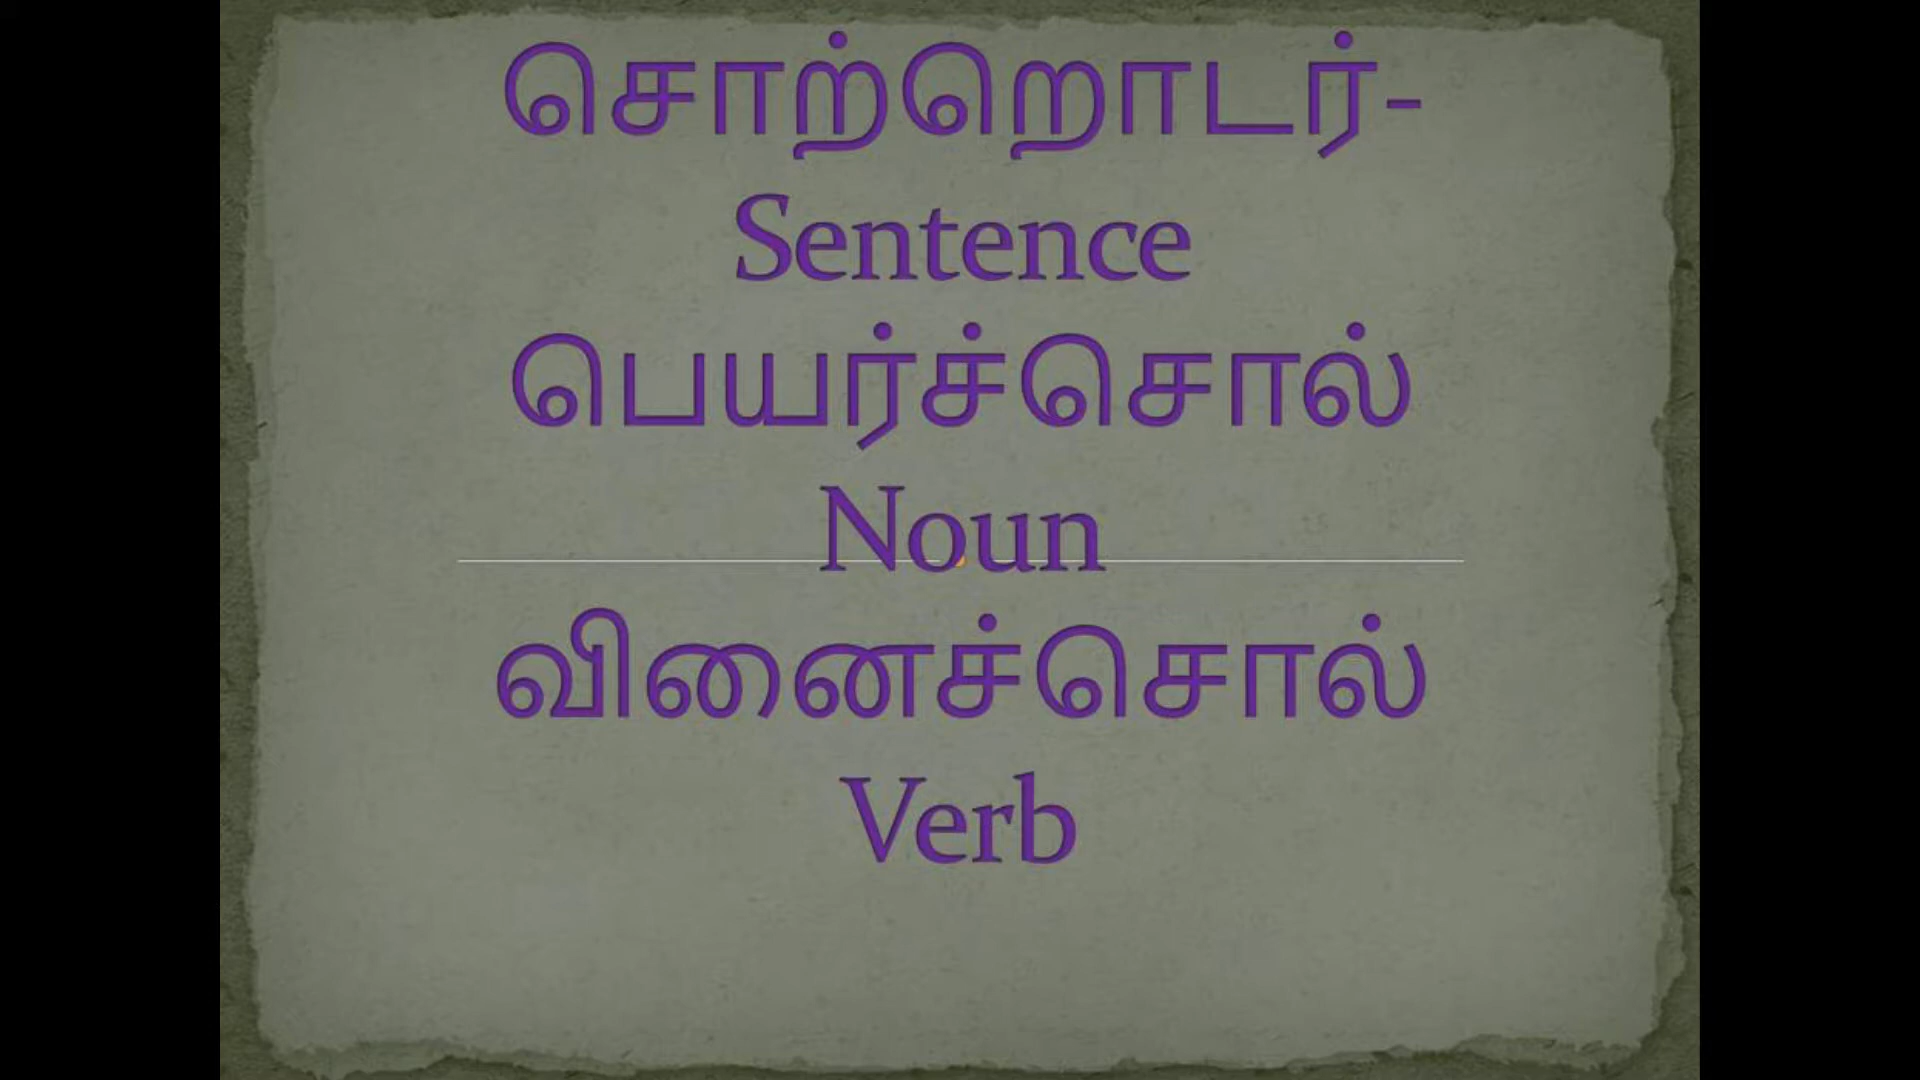 சொற்றொடர்-
Sentence
பெயர்ச்சொல்
Noun
வினைச்சொல்
Verb